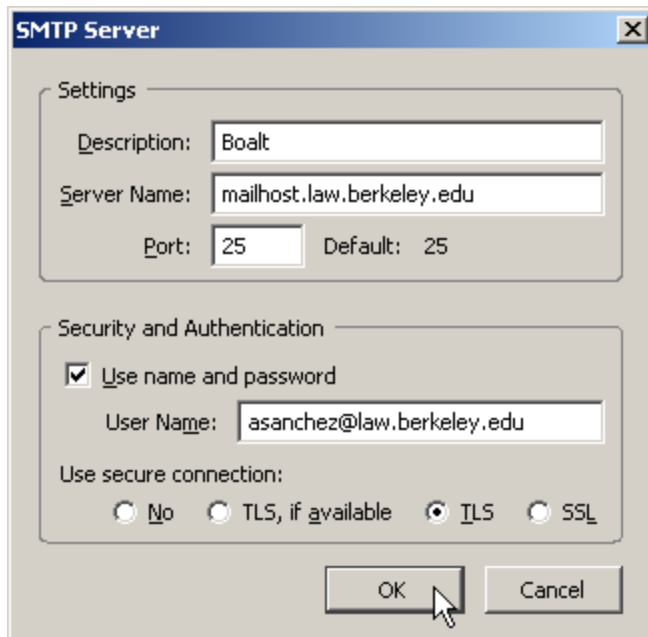 SMTP Server
Settings
Description: Boalt
Server Name: mailhost.law.berkeley.edu
Port: 25 Default: 25
Security and Authentication
Use name and password
User Name: asanchez@law.berkeley.edu
Use secure connection:
No TLS, if available TLS SSL
OK Cancel